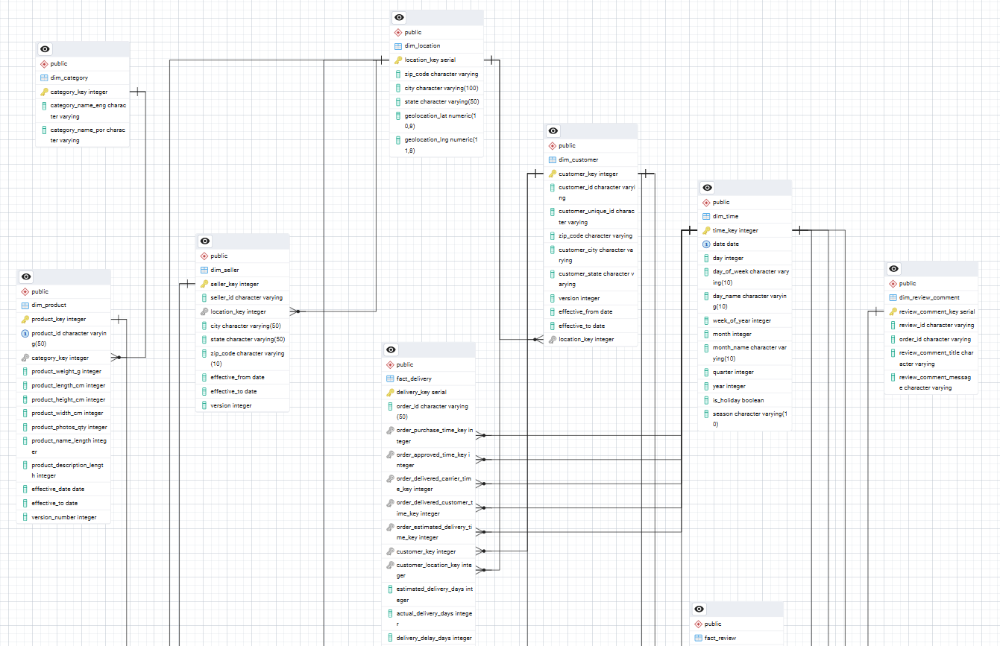 public
dim_location
location_key serial
zip_code character varying
city character varying(100)
state character varying(50)
geolocation_lat numeric(1
0,8)
geolocation_lng numeric(1
1,8)
public
dim_category
category_key integer
category_name_eng charac
ter varying
category_name_por charac
ter varying
public
dim_customer
customer_key integer
customer_id character varyi
ng
customer_unique_id charac
ter varying
zip_code character varying
customer_city character va
rying
customer_state character v
arying
version integer
effective_from date
effective_to date
location_key integer
public
dim_time
time_key integer
date date
day integer
day_of_week character vary
ing(10)
day_name character varyin
g(10)
week_of_year integer
month integer
month_name character var
ying(10)
quarter integer
year integer
is_holiday boolean
season character varying(1
0)
public
dim_seller
seller_key integer
seller_id character varying
location_key integer
city character varying(50)
state character varying(50)
zip_code character varying
(10)
effective_from date
effective_to date
version integer
public
dim_review_comment
review_comment_key serial
review_id character varying
order_id character varying
review_comment_title char
acter varying
review_comment_messag
e character varying
public
dim_product
product_key integer
product_id character varyin
g(50)
category_key integer
product_weight_g integer
product_length_cm integer
product_height_cm integer
product_width_cm integer
product_photos_qty integer
product_name_length integ
er
product_description_lengt
h integer
effective_date date
effective_to date
version_number integer
public
fact_delivery
delivery_key serial
order_id character varying
(50)
order_purchase_time_key in
teger
order_approved_time_key i
nteger
order_delivered_carrier_tim
e_key integer
order_delivered_customer_t
ime_key integer
order_estimated_delivery_ti
me_key integer
customer_key integer
customer_location_key inte
ger
estimated_delivery_days int
eger
actual_delivery_days intege
r
delivery_delay_days integer
public
fact_review